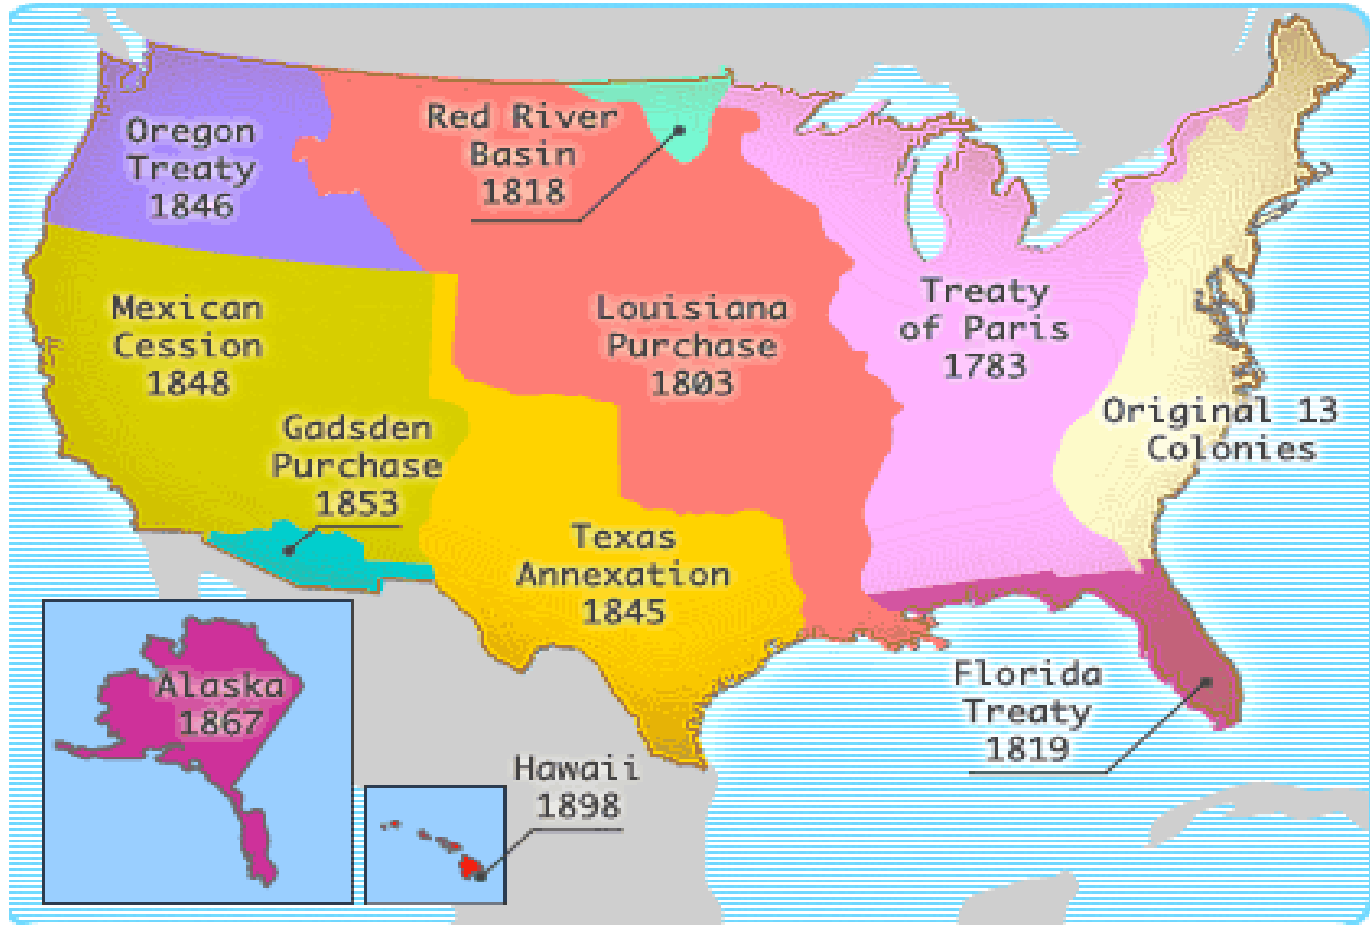 Oregon
Treaty
1846
Red River
Basin
1818
Mexican
Cession
1848
Louisiana
Purchase
1803
Treaty
of Paris
1783
Original 13
Colonies
Gadsden
Purchase
1853
Texas
Annexation
1845
Florida
Treaty
1819
Alaska
1867
Hawaii
1898